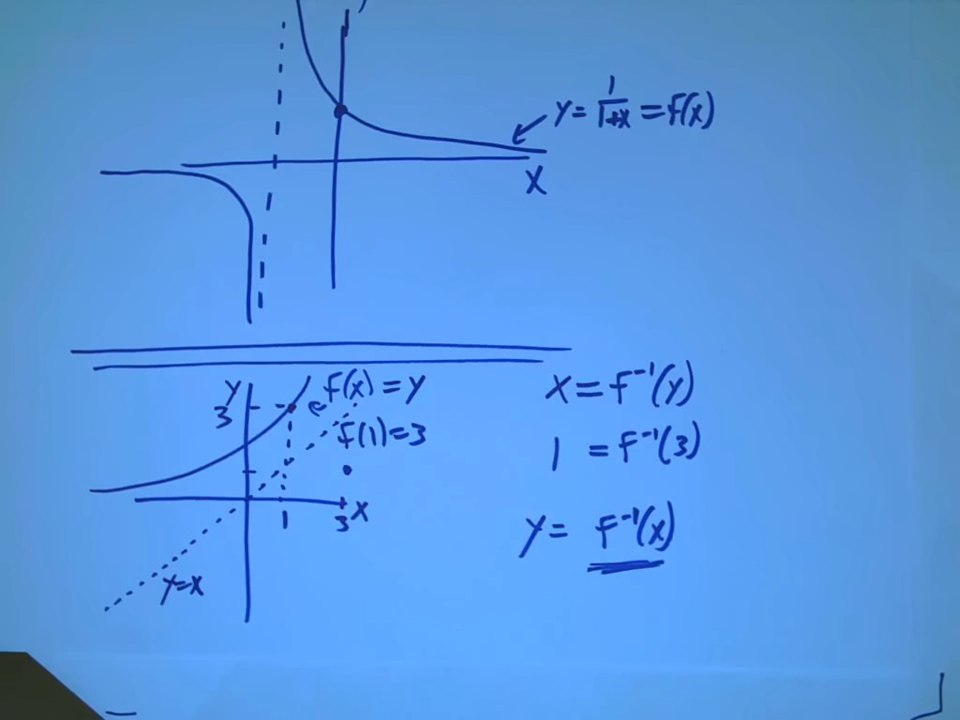 y = 1/(1+x) = f(x)
x
y
3
f(x) = y
f(1) = 3
1
3
x
y=x
x = f⁻¹(y)
1 = f⁻¹(3)
y = f⁻¹(x)